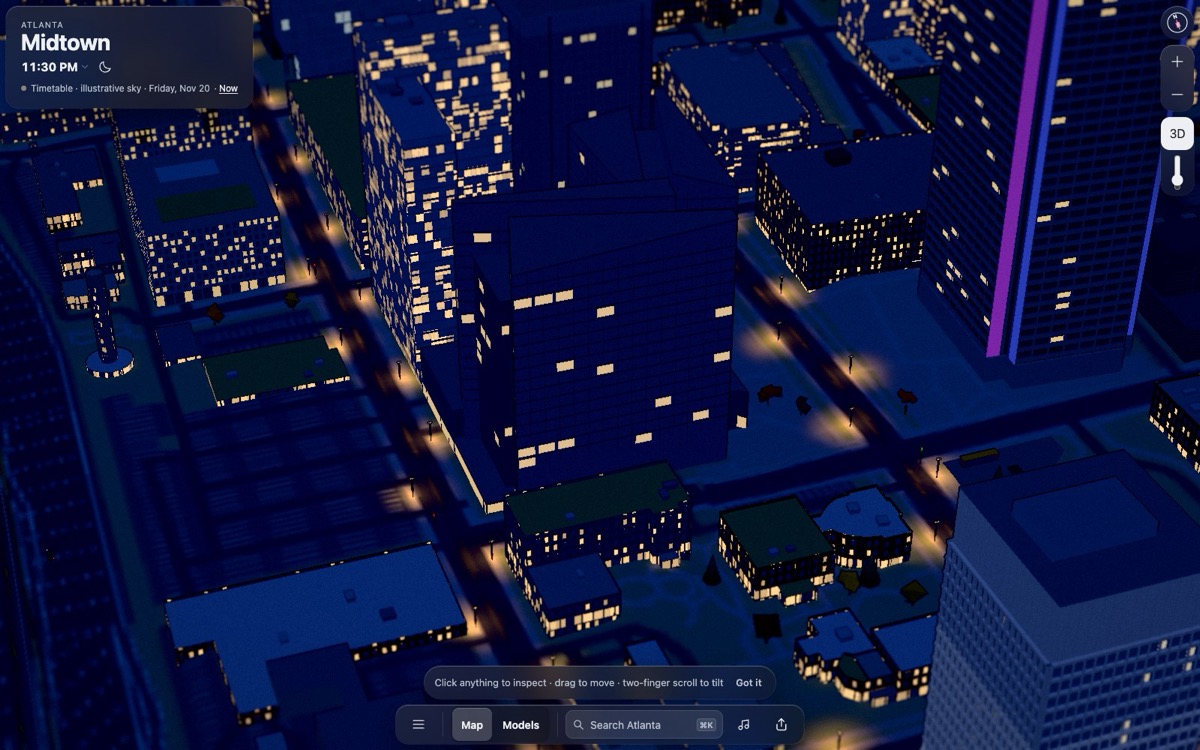 ATLANTA
Midtown
11:30 PM
Timetable · illustrative sky · Friday, Nov 20 · Now
3D
Click anything to inspect · drag to move · two-finger scroll to tilt Got it
Map Models Search Atlanta ⌘K